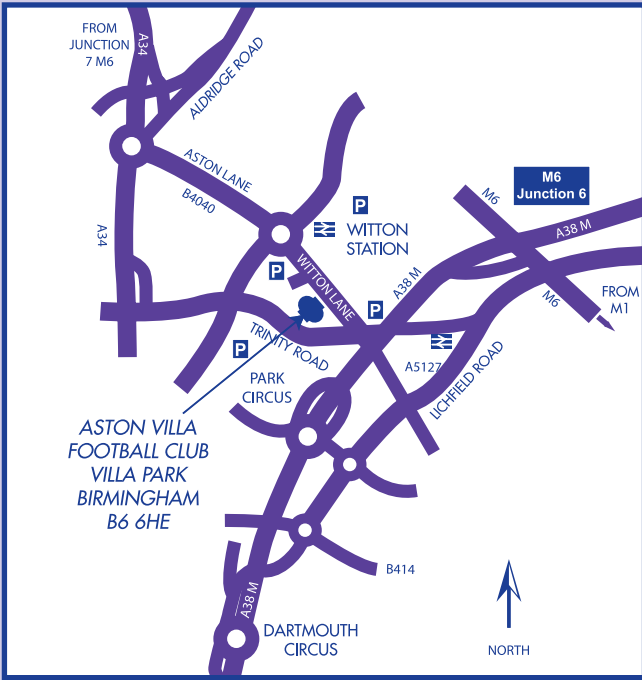 FROM
JUNCTION
7 M6
A34
ALDRIDGE ROAD
ASTON LANE
B4040
A34
P
WITTON
STATION
M6
Junction 6
M6
A38 M
M6
FROM
M1
P
WITTON LANE
A38 M
P
TRINITY ROAD
P
A5127
LICHFIELD ROAD
PARK
CIRCUS
ASTON VILLA
FOOTBALL CLUB
VILLA PARK
BIRMINGHAM
B6 6HE
B414
A38 M
DARTMOUTH
CIRCUS
NORTH